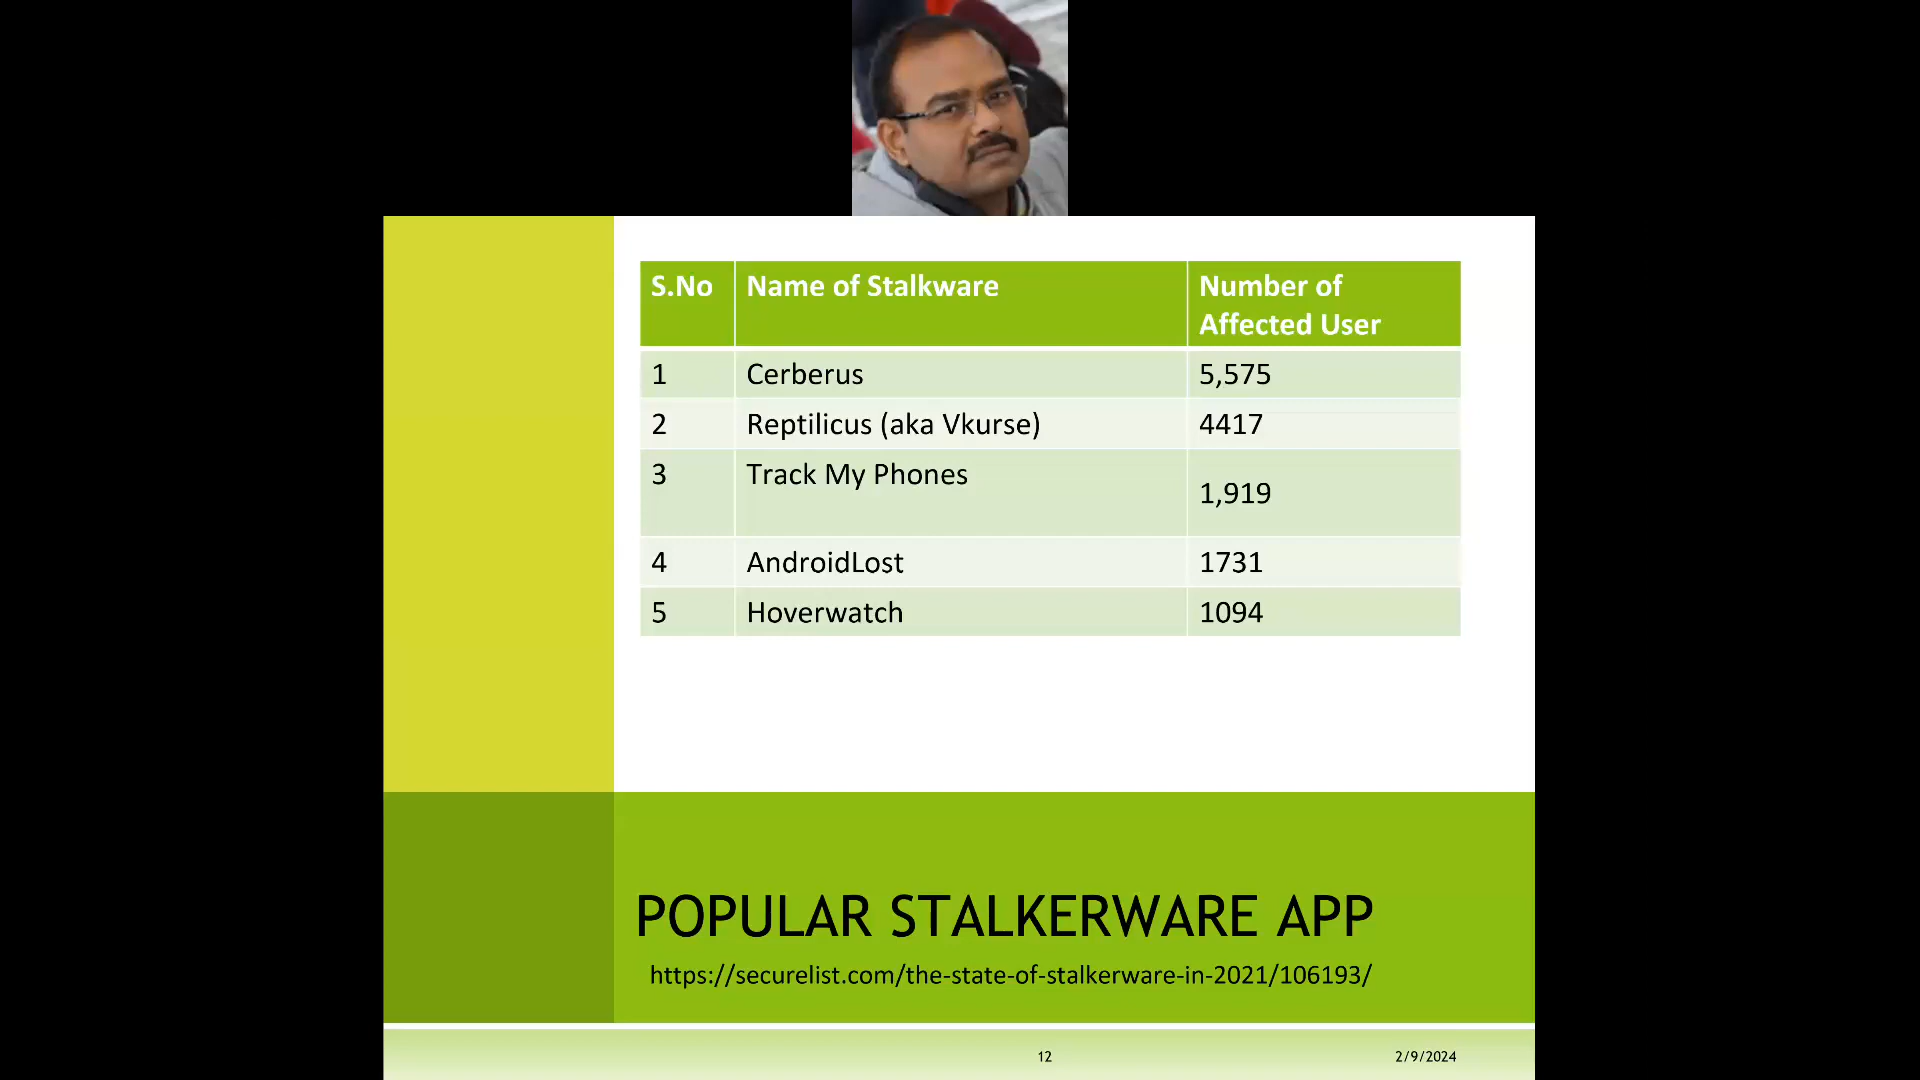 S.No Name of Stalkware Number of
Affected User
1 Cerberus 5,575
2 Reptilicus (aka Vkurse) 4417
3 Track My Phones 1,919
4 AndroidLost 1731
5 Hoverwatch 1094
POPULAR STALKERWARE APP
https://securelist.com/the-state-of-stalkerware-in-2021/106193/
12 2/9/2024